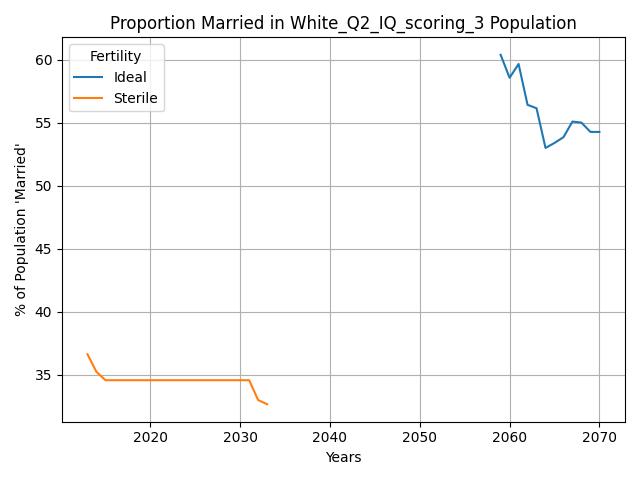 Proportion Married in White_Q2_IQ_scoring_3 Population
Fertility
Ideal
Sterile
% of Population 'Married'
60
55
50
45
40
35
2020 2030 2040 2050 2060 2070
Years